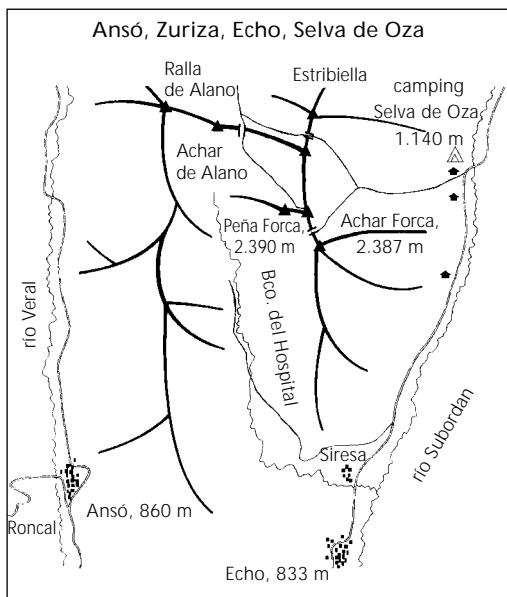 Ansó, Zuriza, Echo, Selva de Oza
Ralla
de Alano
Estribiella
camping
Selva de Oza,
1.140 m
Achar
de Alano
Peña Forca,
2.390 m
Achar Forca,
2.387 m
río Veral
Bco. del Hospital
río Subordan
Siresa
Roncal
Ansó, 860 m
Echo, 833 m